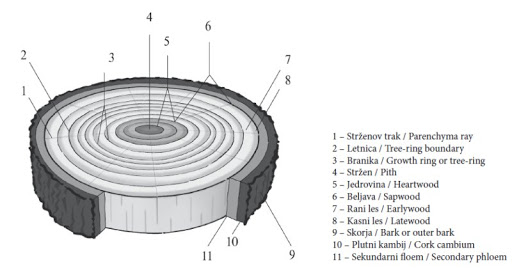 4
6
5
2
3
7
8
1
1 – Strženov trak / Parenchyma ray
2 – Letnica / Tree-ring boundary
3 – Branika / Growth ring or tree-ring
4 – Stržen / Pith
5 – Jedrovina / Heartwood
6 – Beljava / Sapwood
7 – Rani les / Earlywood
8 – Kasni les / Latewood
9 – Skorja / Bark or outer bark
10 – Plutni kambij / Cork cambium
11 – Sekundarni floem / Secondary phloem
10
11
9